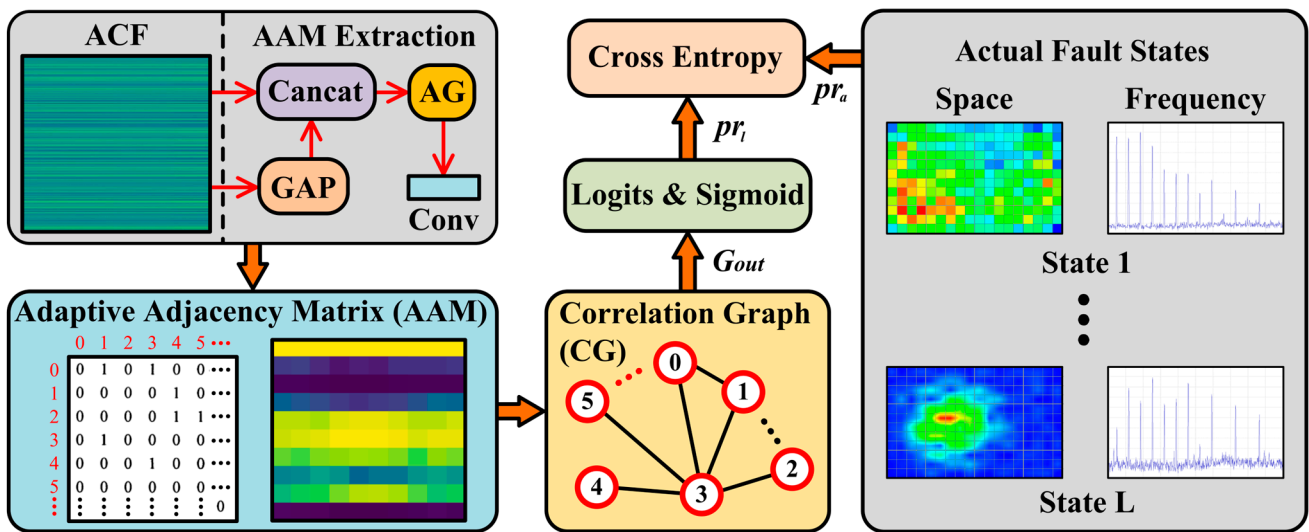 ACF
AAM Extraction
Cancat
AG
GAP
Conv
Adaptive Adjacency Matrix (AAM)
0 1 2 3 4 5 •••
0 0 1 0 1 0 0 •••
1 0 0 0 0 1 0 •••
2 0 0 0 0 1 1 •••
3 0 1 0 0 0 0 •••
4 0 0 0 1 0 0 •••
5 0 0 0 0 0 0 •••
0
Cross Entropy
pr_l
Logits & Sigmoid
G_out
Correlation Graph
(CG)
0
1
2
3
4
5
pr_a
Actual Fault States
Space
Frequency
State 1
State L